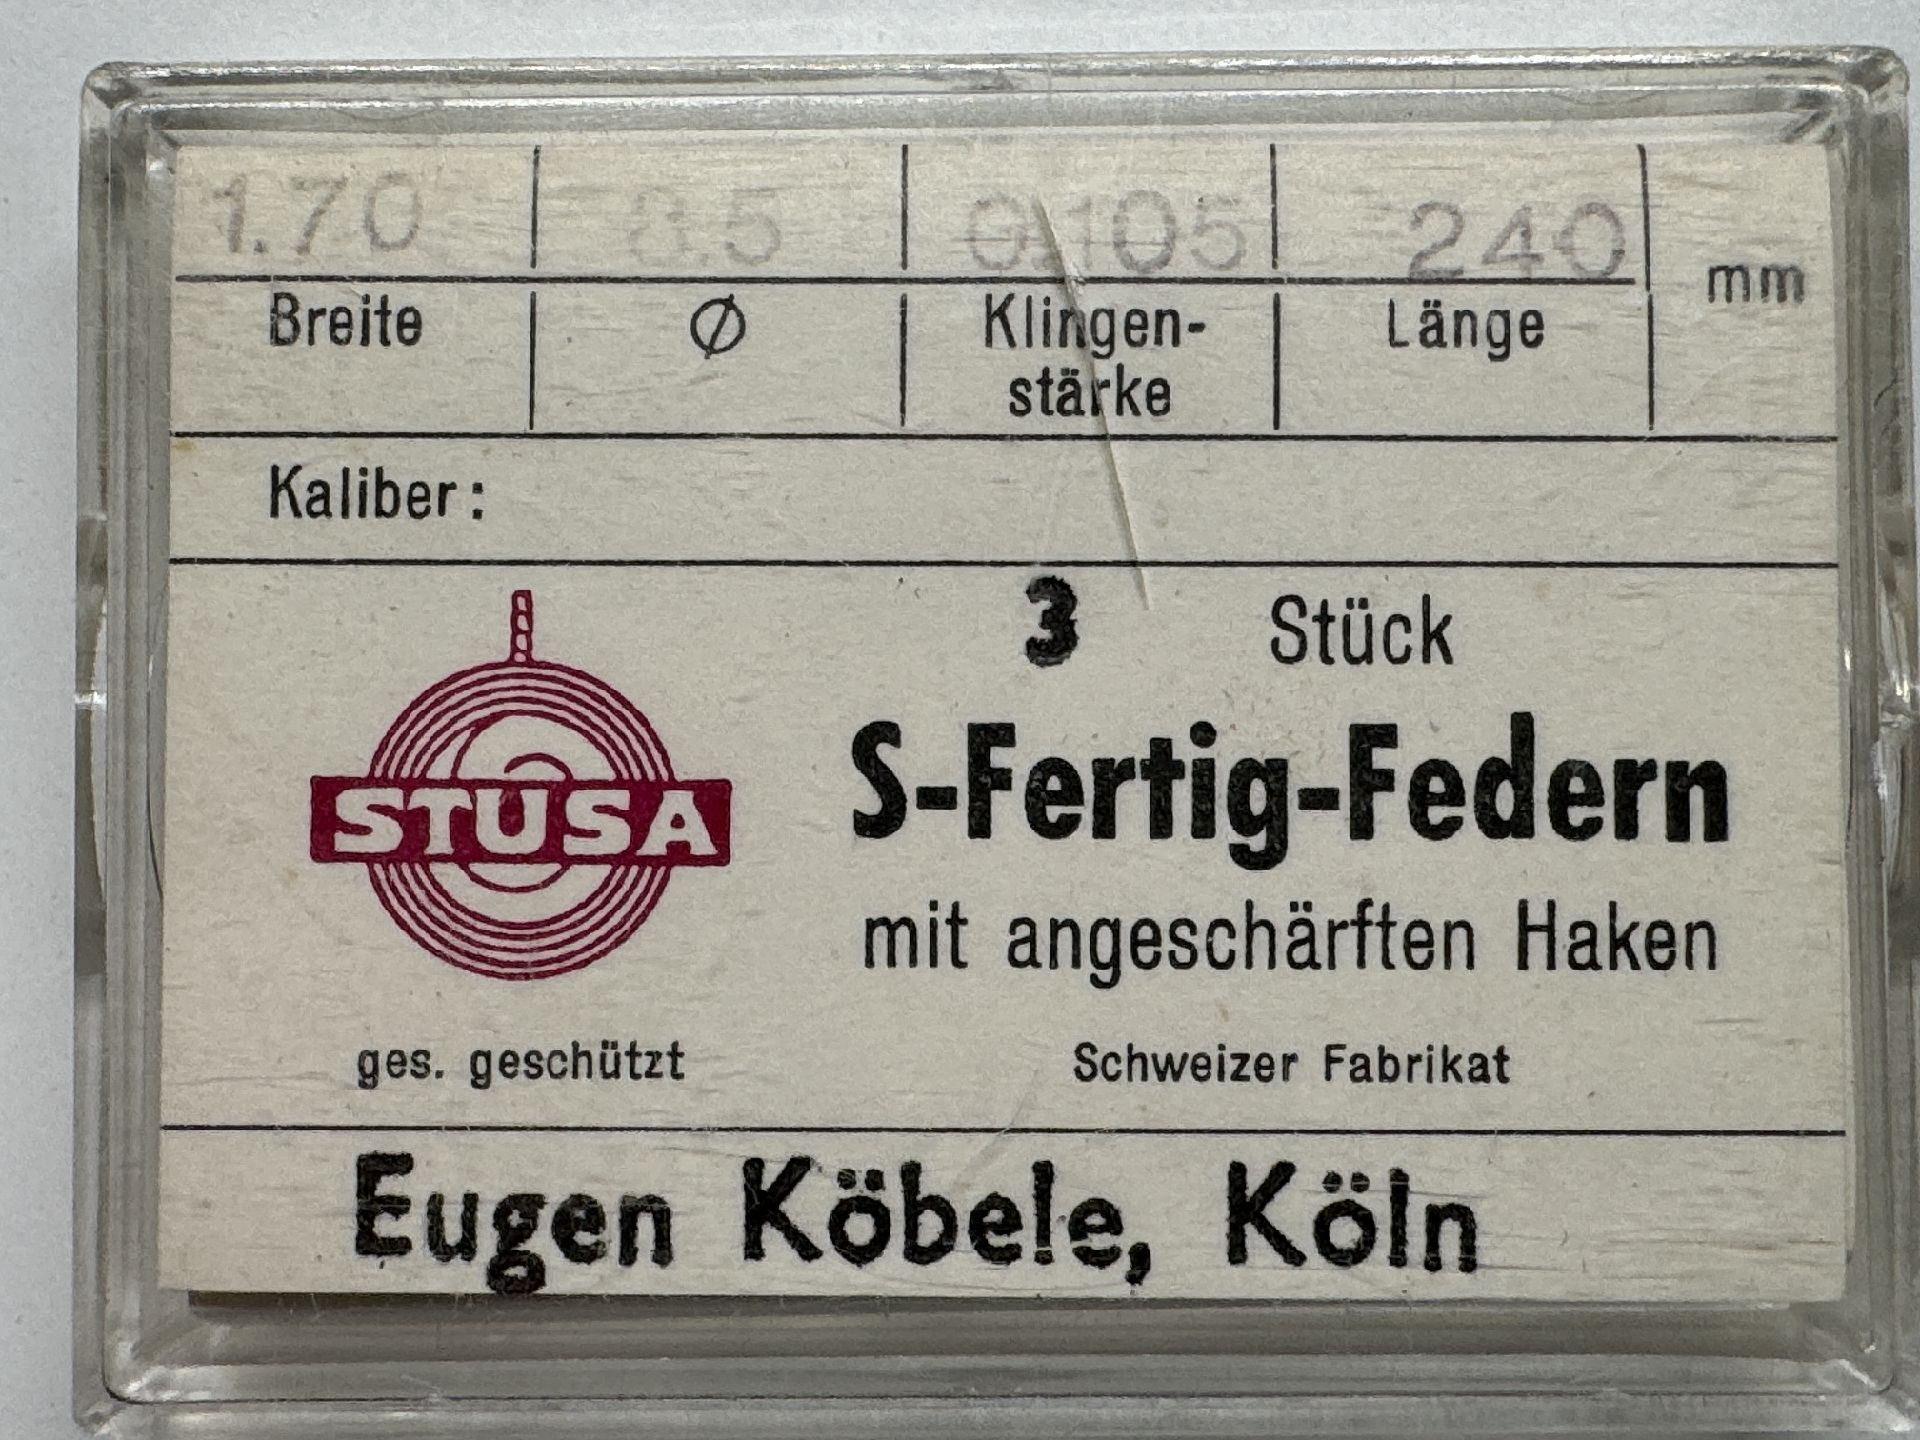 1.70 8.5 0.105 240
mm
Breite Ø Klingen- Länge
stärke
Kaliber:
3 Stück
STUSA
S-Fertig-Federn
mit angeschärften Haken
ges. geschützt Schweizer Fabrikat
Eugen Köbele, Köln